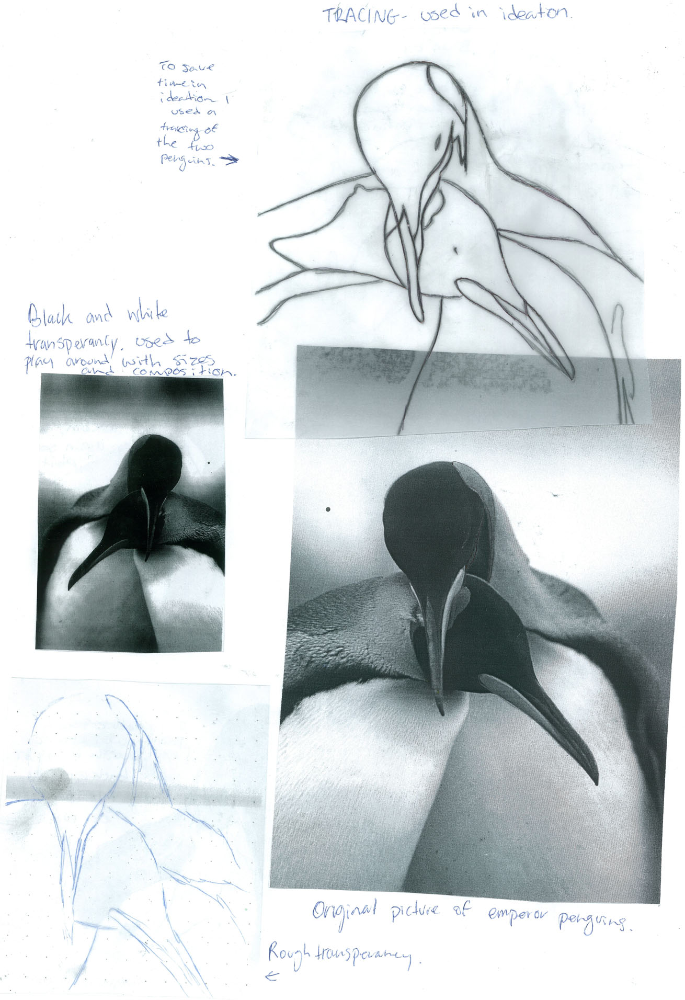 TRACING- used in ideation.
To save
time in
ideation I
used a
tracing of
the two
penguins. →
Black and white
transperancy. used to
play around with sizes
and composition.
Original picture of emperor penguins.
Rough transperancy.
←